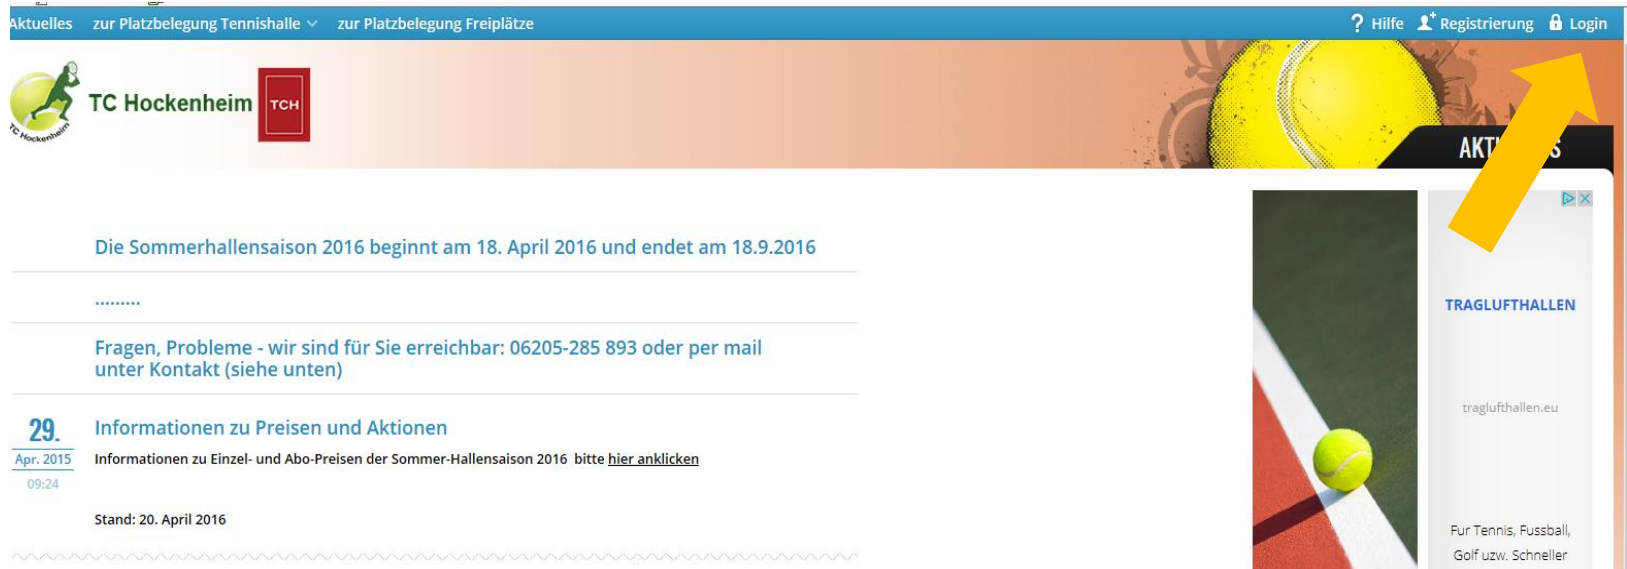 Aktuelles zur Platzbelegung Tennishalle zur Platzbelegung Freiplätze ? Hilfe Registrierung Login
TC Hockenheim TCH
TC Hockenheim
Die Sommerhallensaison 2016 beginnt am 18. April 2016 und endet am 18.9.2016
.........
Fragen, Probleme - wir sind für Sie erreichbar: 06205-285 893 oder per mail
unter Kontakt (siehe unten)
29.
Apr. 2015
09:24
Informationen zu Preisen und Aktionen
Informationen zu Einzel- und Abo-Preisen der Sommer-Hallensaison 2016 bitte hier anklicken
Stand: 20. April 2016
TRAGLUFTHALLEN
traglufthallen.eu
Fur Tennis, Fussball,
Golf uzw. Schneller